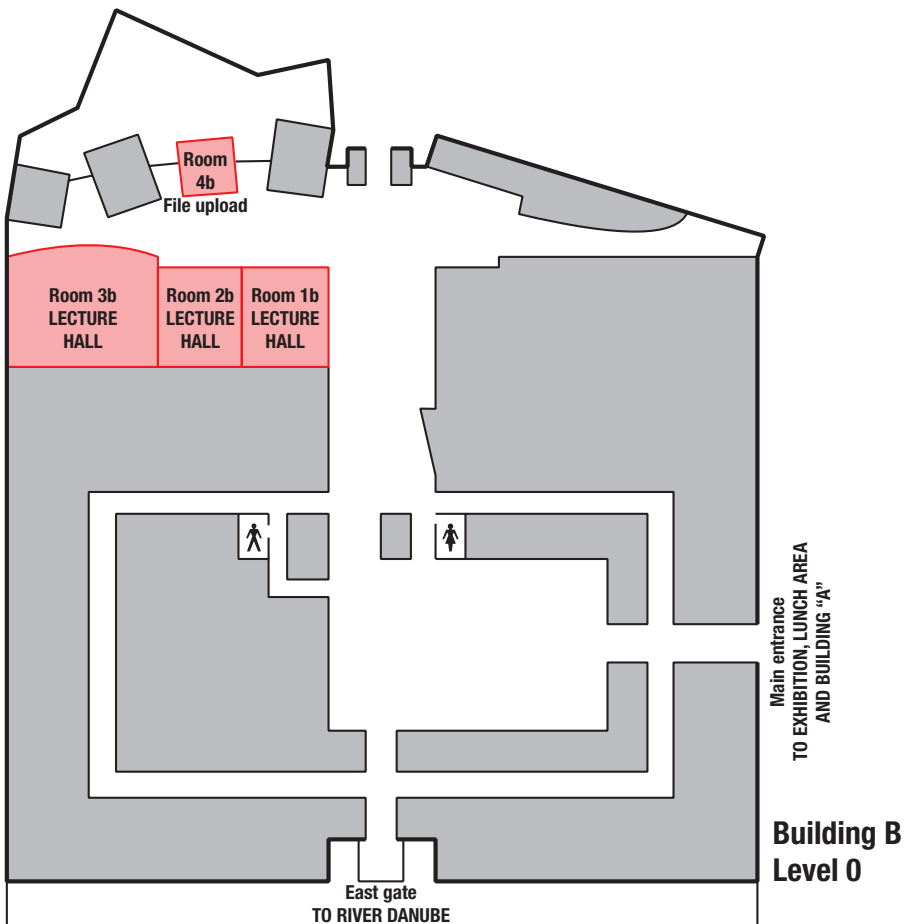 Room
4b
File upload
Room 3b
LECTURE
HALL
Room 2b
LECTURE
HALL
Room 1b
LECTURE
HALL
Main entrance
TO EXHIBITION, LUNCH AREA
AND BUILDING “A”
Building B
Level 0
East gate
TO RIVER DANUBE